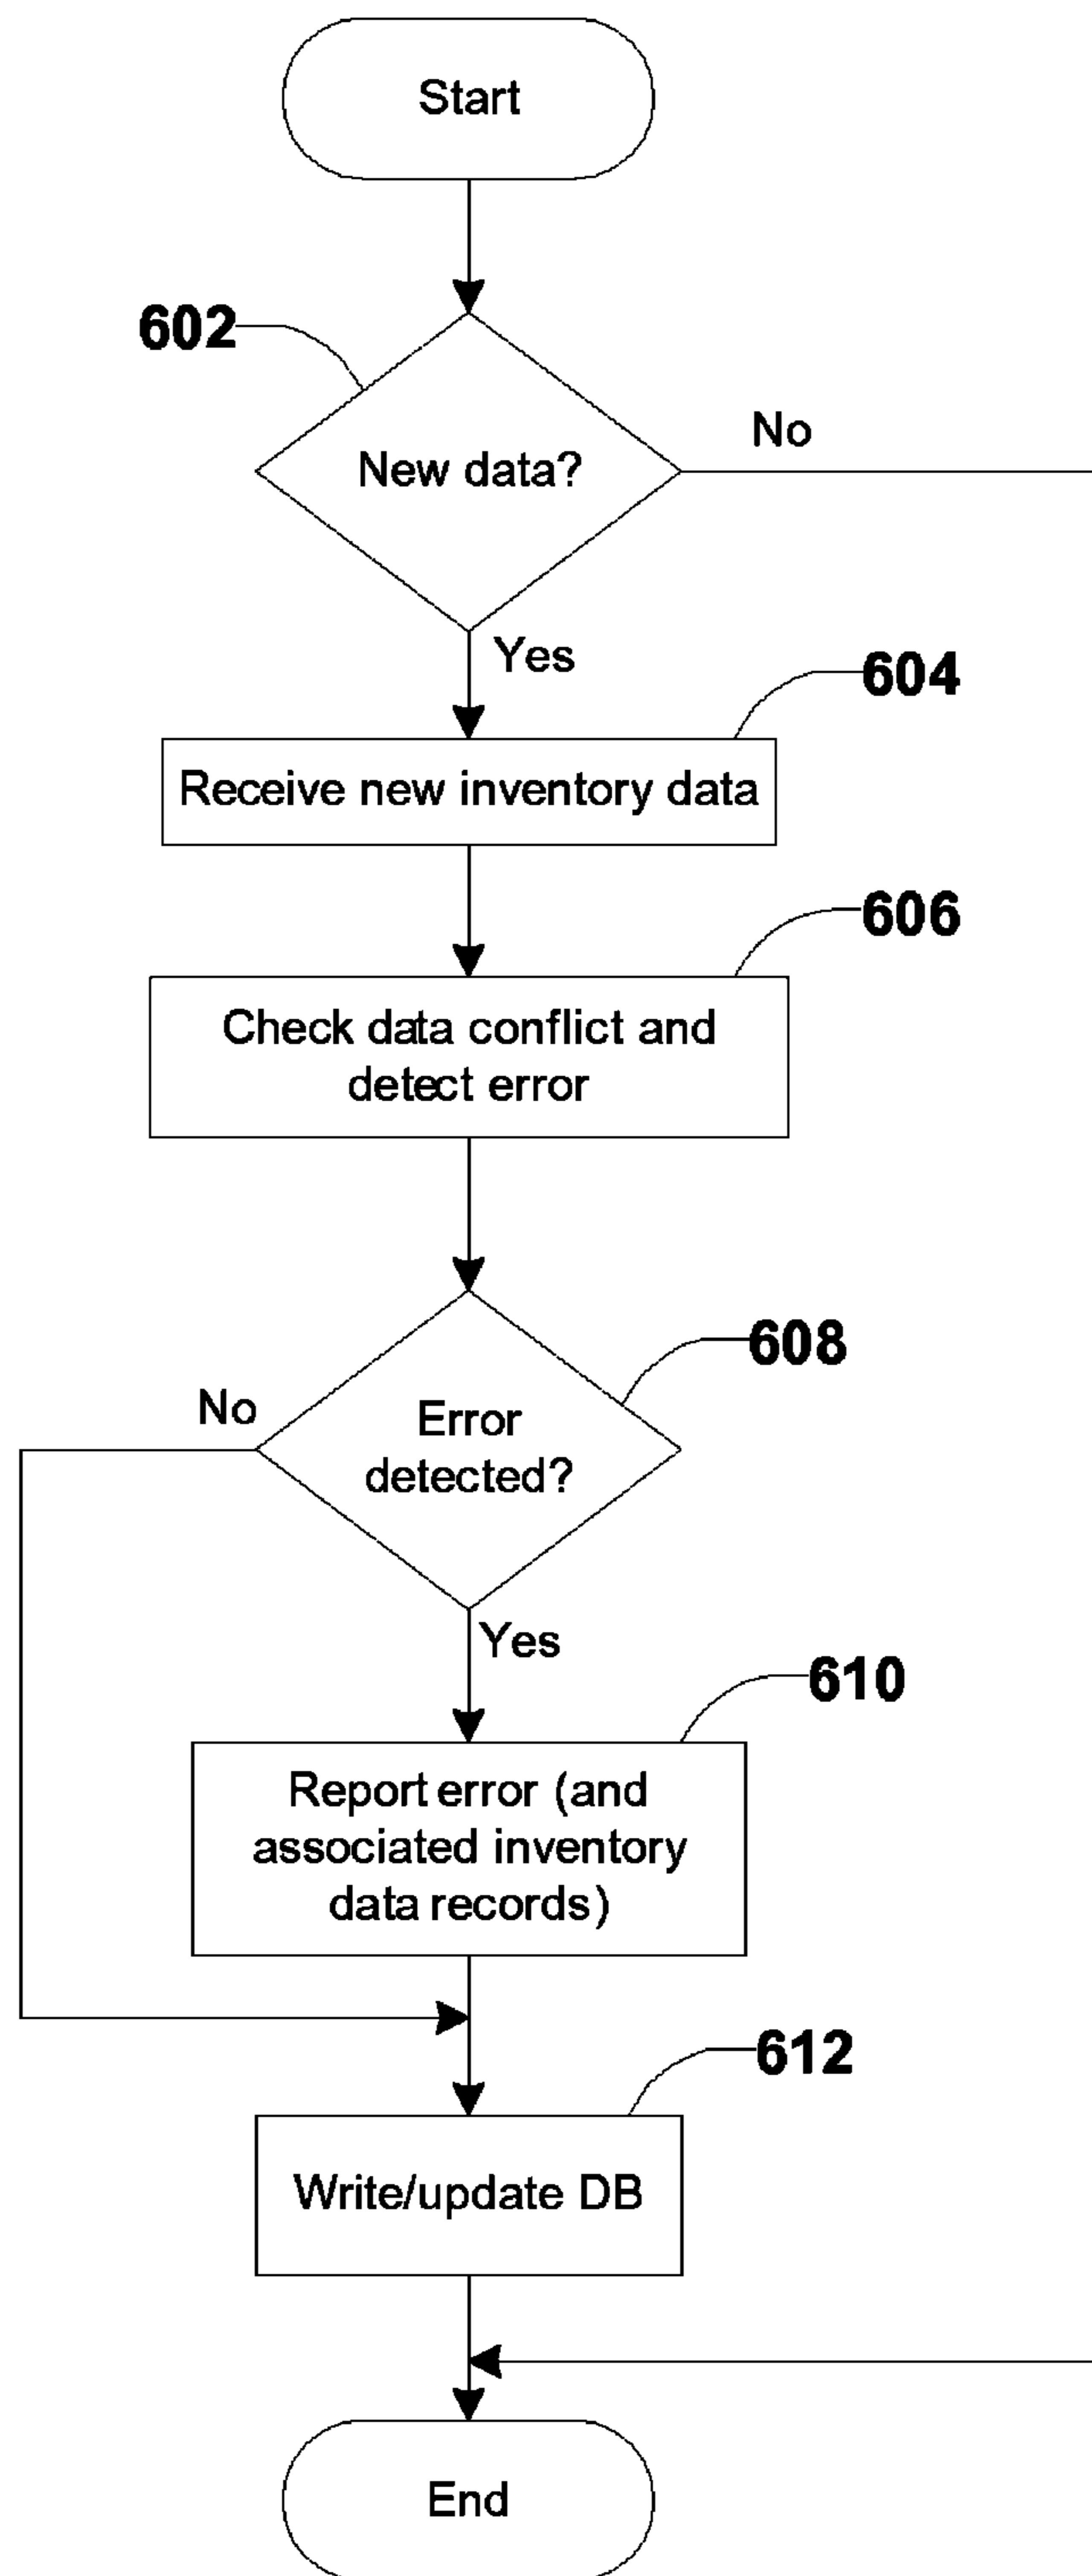 Start
602
New data?
No
Yes
604
Receive new inventory data
606
Check data conflict and
detect error
608
No
Error
detected?
Yes
610
Report error (and
associated inventory
data records)
612
Write/update DB
End